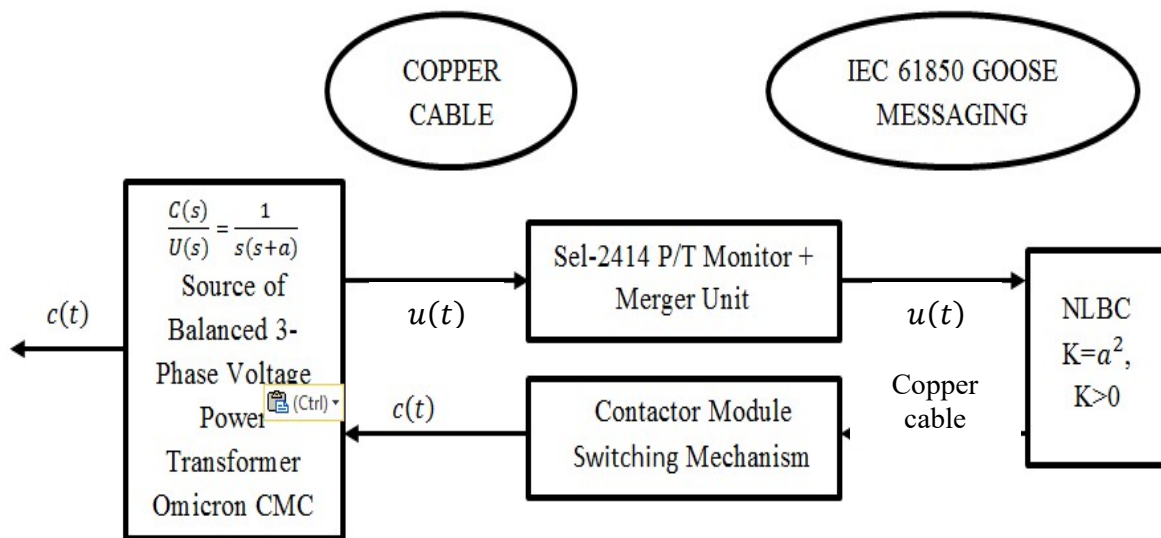 COPPER
CABLE
IEC 61850 GOOSE
MESSAGING
C(s)/U(s) = 1/s(s+a)
Source of
Balanced 3-
Phase Voltage
Power
Transformer
Omicron CMC
(Ctrl)
c(t)
u(t)
Sel-2414 P/T Monitor +
Merger Unit
u(t)
NLBC
K=a²,
K>0
c(t)
Contactor Module
Switching Mechanism
Copper
cable